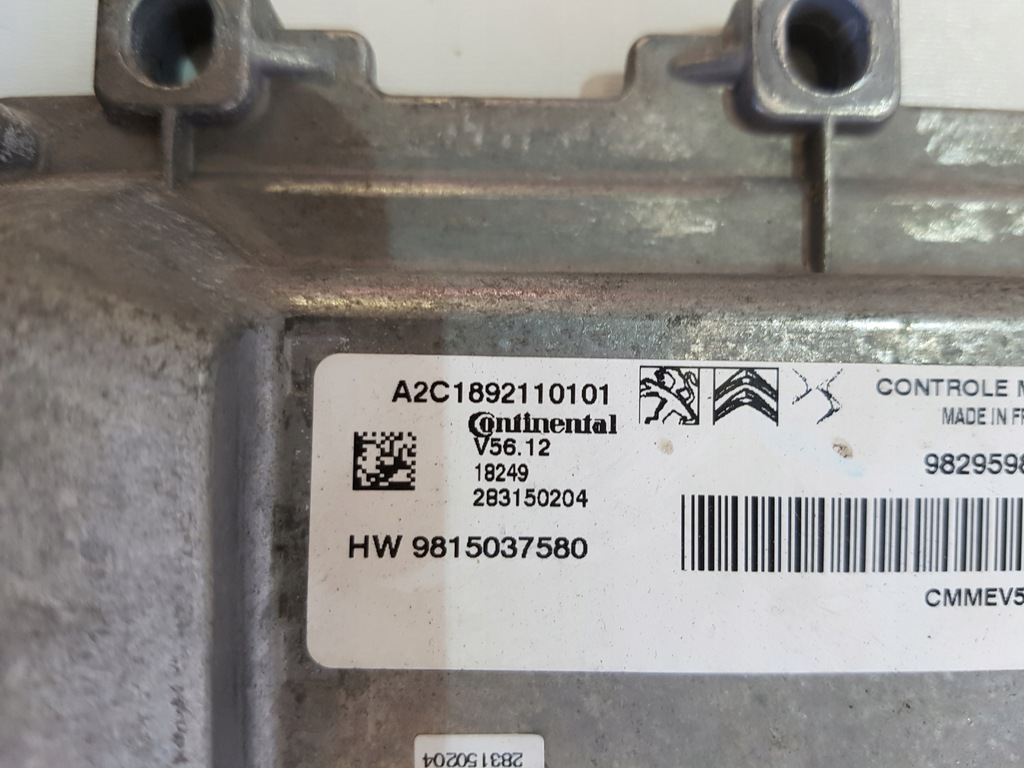 A2C1892110101
Continental
V56.12
18249
283150204
HW 9815037580
CONTROLE M
MADE IN FR
9829598
CMMEV5
283150204